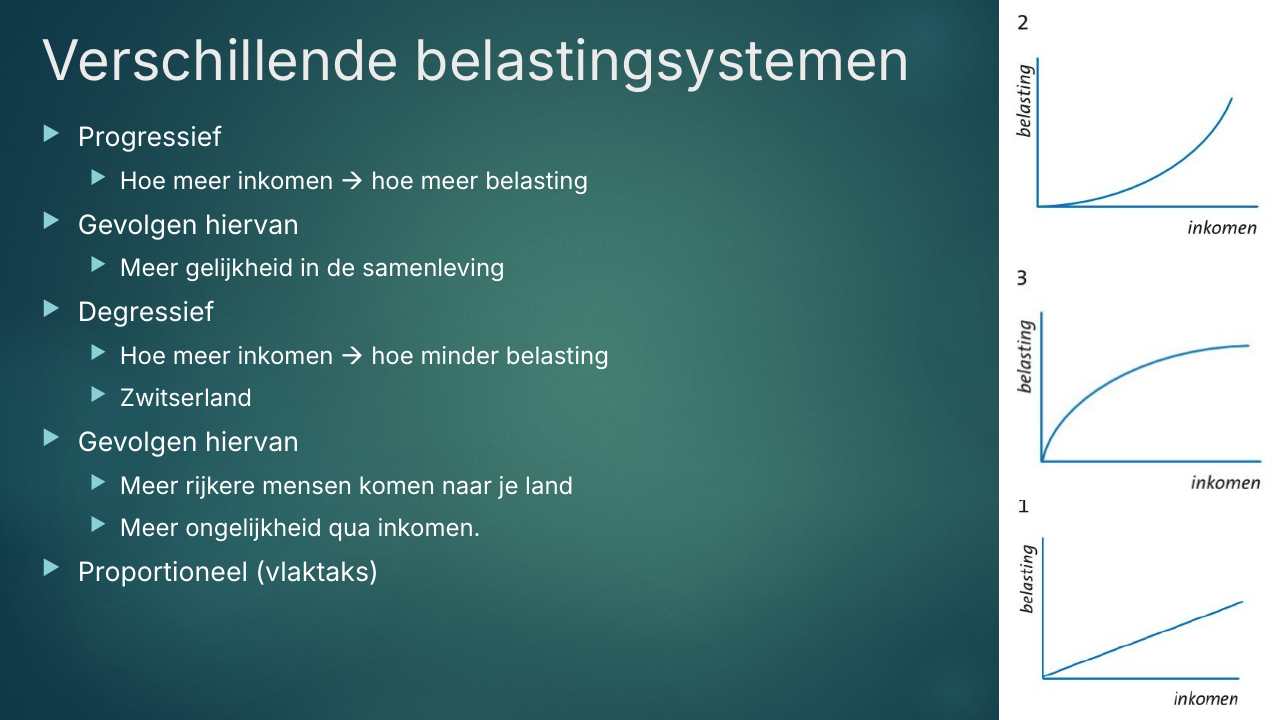 Verschillende belastingsystemen
Progressief
Hoe meer inkomen → hoe meer belasting
Gevolgen hiervan
Meer gelijkheid in de samenleving
Degressief
Hoe meer inkomen → hoe minder belasting
Zwitserland
Gevolgen hiervan
Meer rijkere mensen komen naar je land
Meer ongelijkheid qua inkomen.
Proportioneel (vlaktaks)
2
belasting
inkomen
3
belasting
inkomen
1
belasting
inkomen